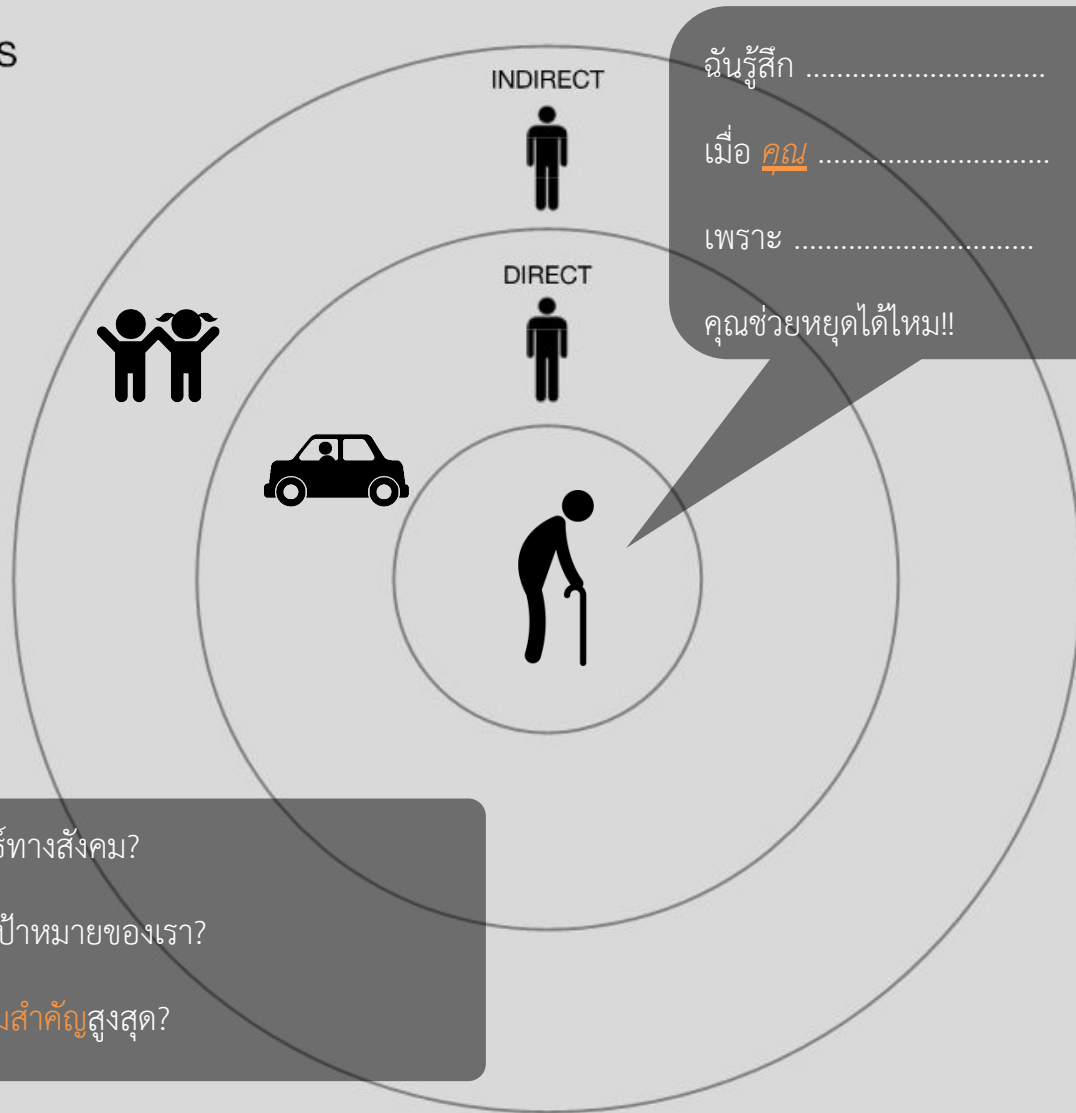 S
INDIRECT
ฉันรู้สึก ...............................
เมื่อ คุณ ..............................
เพราะ ...............................
คุณช่วยหยุดได้ไหม!!
DIRECT
ธ์ทางสังคม?
ป้าหมายของเรา?
มสำคัญสูงสุด?